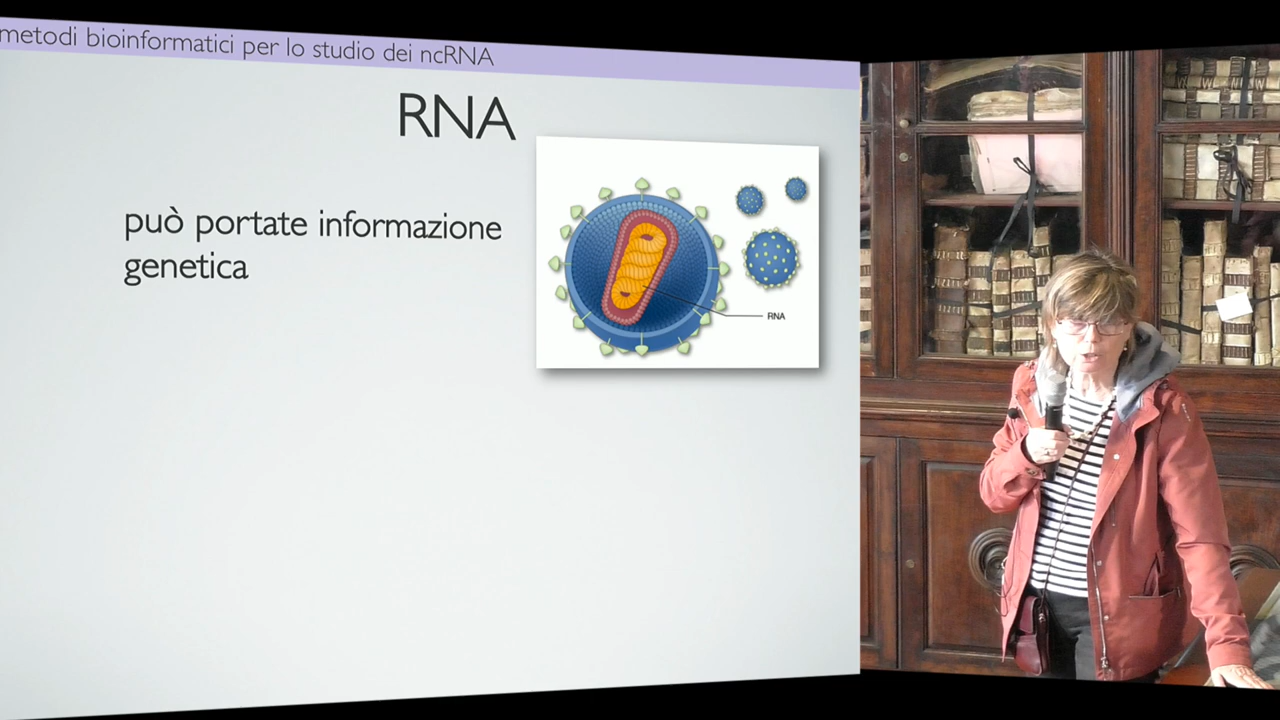 metodi bioinformatici per lo studio dei ncRNA
RNA
può portate informazione
genetica
RNA